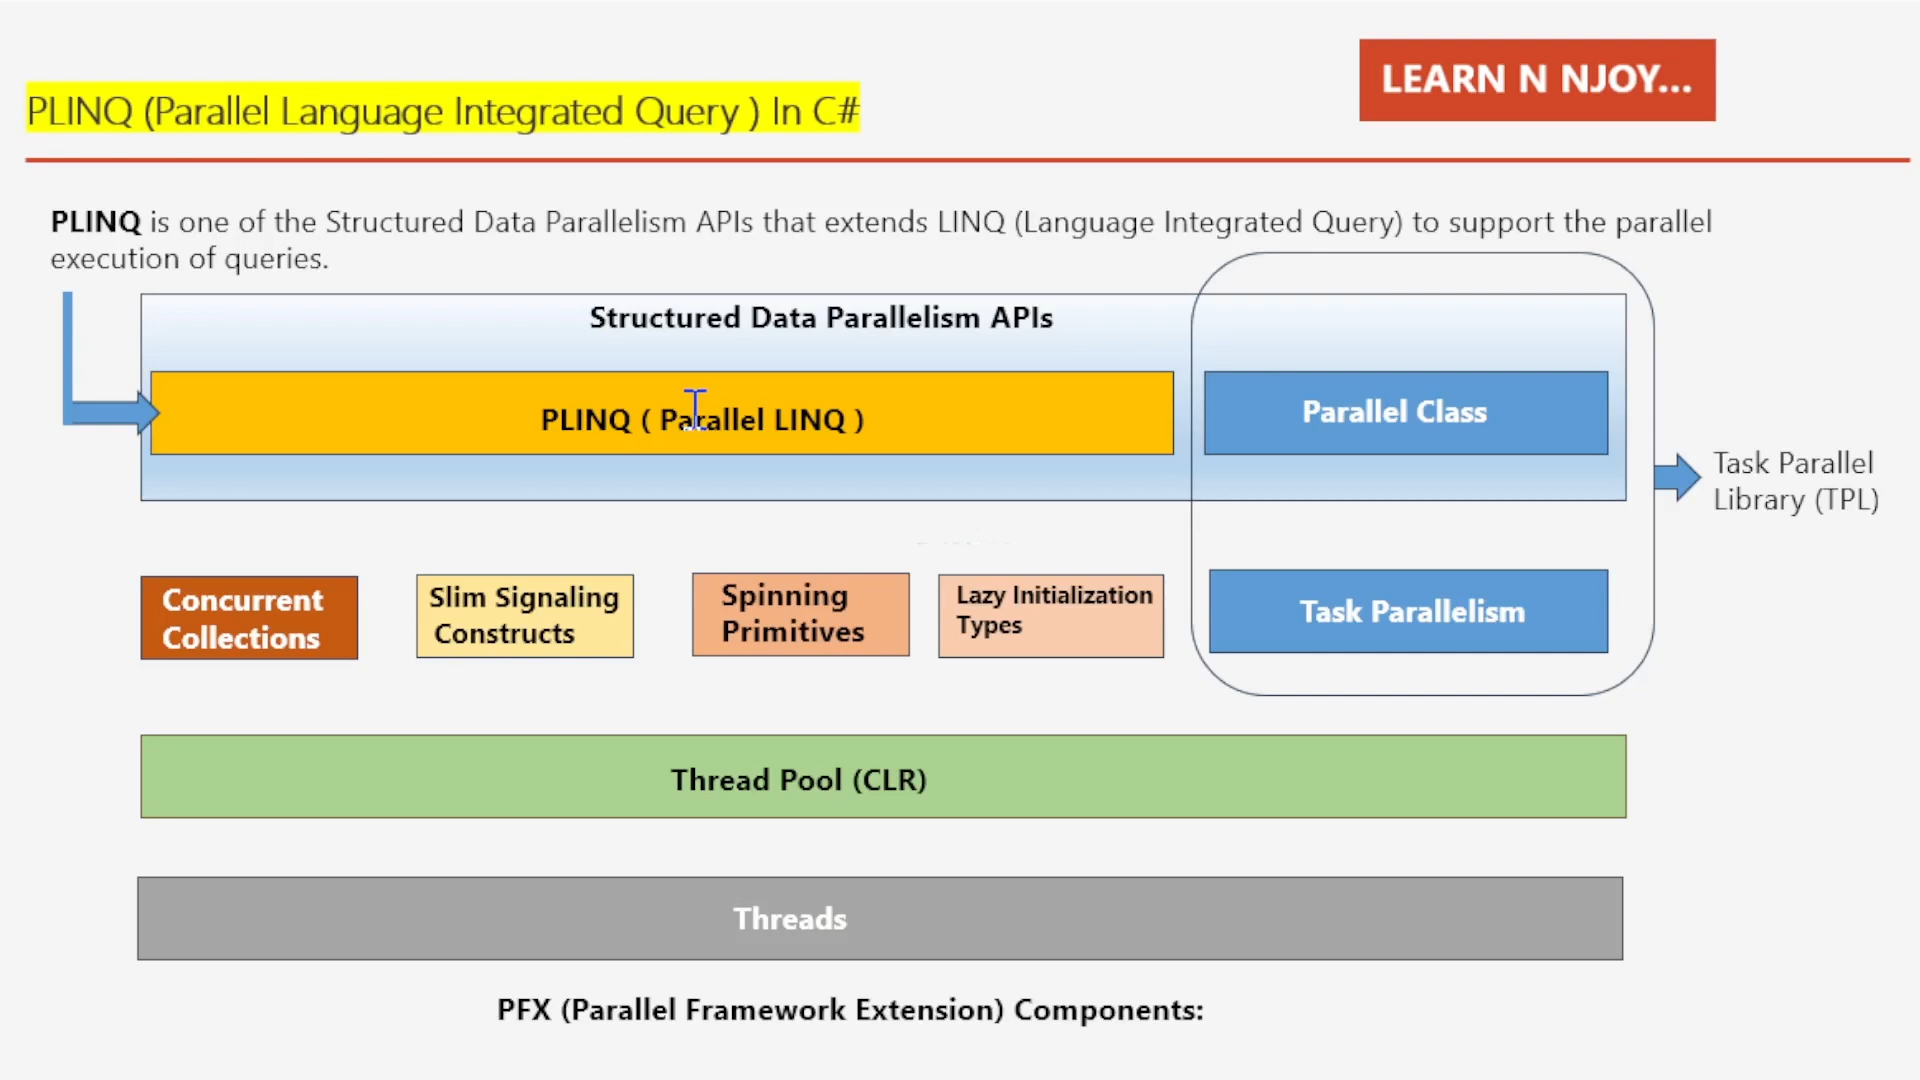 LEARN N NJOY...
PLINQ (Parallel Language Integrated Query ) In C#
PLINQ is one of the Structured Data Parallelism APIs that extends LINQ (Language Integrated Query) to support the parallel
execution of queries.
Structured Data Parallelism APIs
PLINQ ( Parallel LINQ )
Parallel Class
Task Parallel
Library (TPL)
Concurrent
Collections
Slim Signaling
Constructs
Spinning
Primitives
Lazy Initialization
Types
Task Parallelism
Thread Pool (CLR)
Threads
PFX (Parallel Framework Extension) Components: